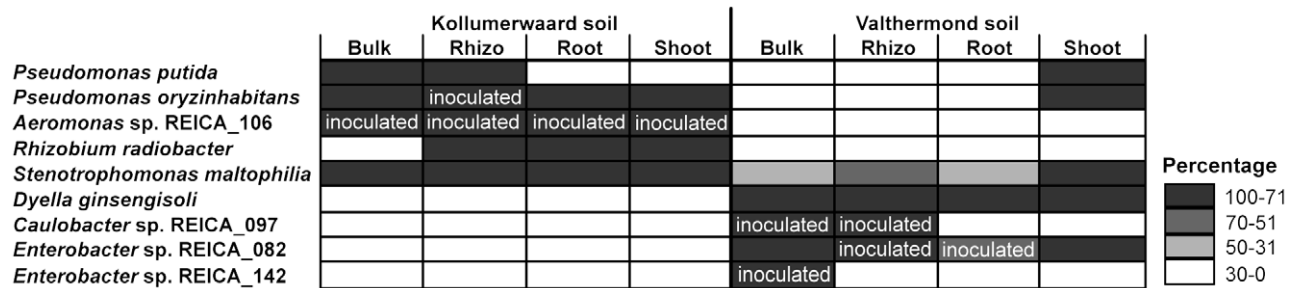 Kollumerwaard soil Valthermond soil
Bulk Rhizo Root Shoot Bulk Rhizo Root Shoot
Pseudomonas putida
Pseudomonas oryzinhabitans inoculated
Aeromonas sp. REICA_106 inoculated inoculated inoculated inoculated
Rhizobium radiobacter
Stenotrophomonas maltophilia
Dyella ginsengisoli
Caulobacter sp. REICA_097 inoculated inoculated
Enterobacter sp. REICA_082 inoculated inoculated
Enterobacter sp. REICA_142 inoculated
Percentage
100-71
70-51
50-31
30-0